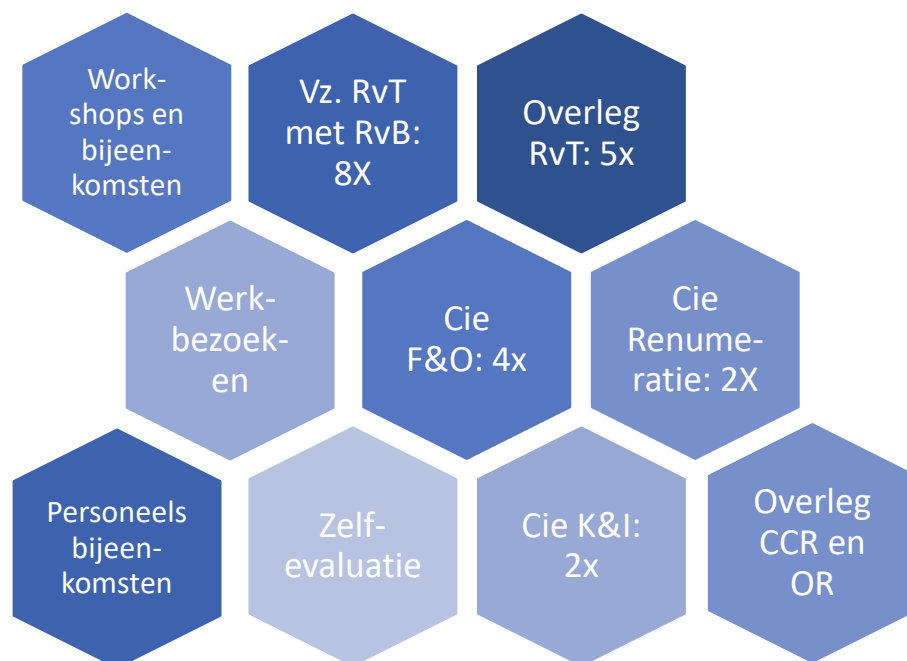 Work-
shops en
bijeen-
komsten
Vz. RvT
met RvB:
8X
Overleg
RvT: 5x
Werk-
bezoek-
en
Cie
F&O: 4x
Cie
Renume-
ratie: 2X
Personeels
bijeen-
komsten
Zelf-
evaluatie
Cie K&I:
2x
Overleg
CCR en
OR